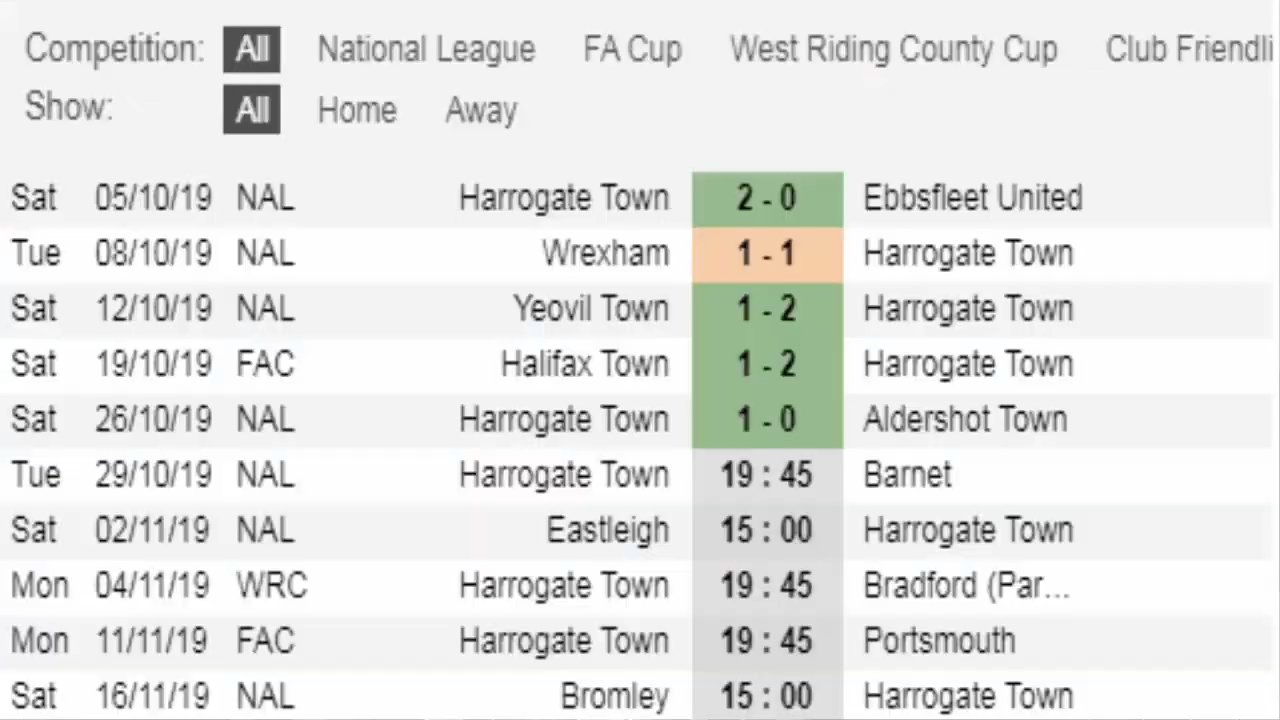 Competition: All National League FA Cup West Riding County Cup Club Friendli
Show: All Home Away
Sat 05/10/19 NAL Harrogate Town 2 - 0 Ebbsfleet United
Tue 08/10/19 NAL Wrexham 1 - 1 Harrogate Town
Sat 12/10/19 NAL Yeovil Town 1 - 2 Harrogate Town
Sat 19/10/19 FAC Halifax Town 1 - 2 Harrogate Town
Sat 26/10/19 NAL Harrogate Town 1 - 0 Aldershot Town
Tue 29/10/19 NAL Harrogate Town 19 : 45 Barnet
Sat 02/11/19 NAL Eastleigh 15 : 00 Harrogate Town
Mon 04/11/19 WRC Harrogate Town 19 : 45 Bradford (Par...
Mon 11/11/19 FAC Harrogate Town 19 : 45 Portsmouth
Sat 16/11/19 NAL Bromley 15 : 00 Harrogate Town